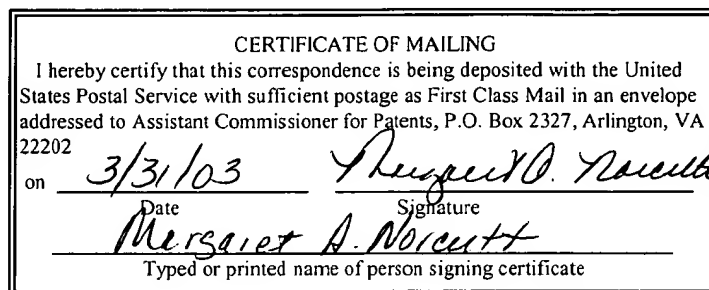 CERTIFICATE OF MAILING
I hereby certify that this correspondence is being deposited with the United
States Postal Service with sufficient postage as First Class Mail in an envelope
addressed to Assistant Commissioner for Patents, P.O. Box 2327, Arlington, VA
22202
on 3/31/03 Margaret A. Norcutt
Date Signature
Margaret A. Norcutt
Typed or printed name of person signing certificate